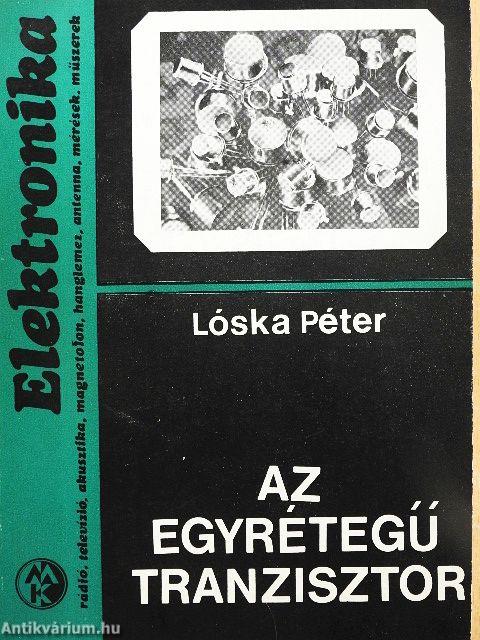 Elektronika
rádió, televízió, akusztika, magnetofon, hanglemez, antenna, mérések, műszerek
Lóska Péter
AZ
EGYRÉTEGŰ
TRANZISZTOR
MK
Antikvárium.hu